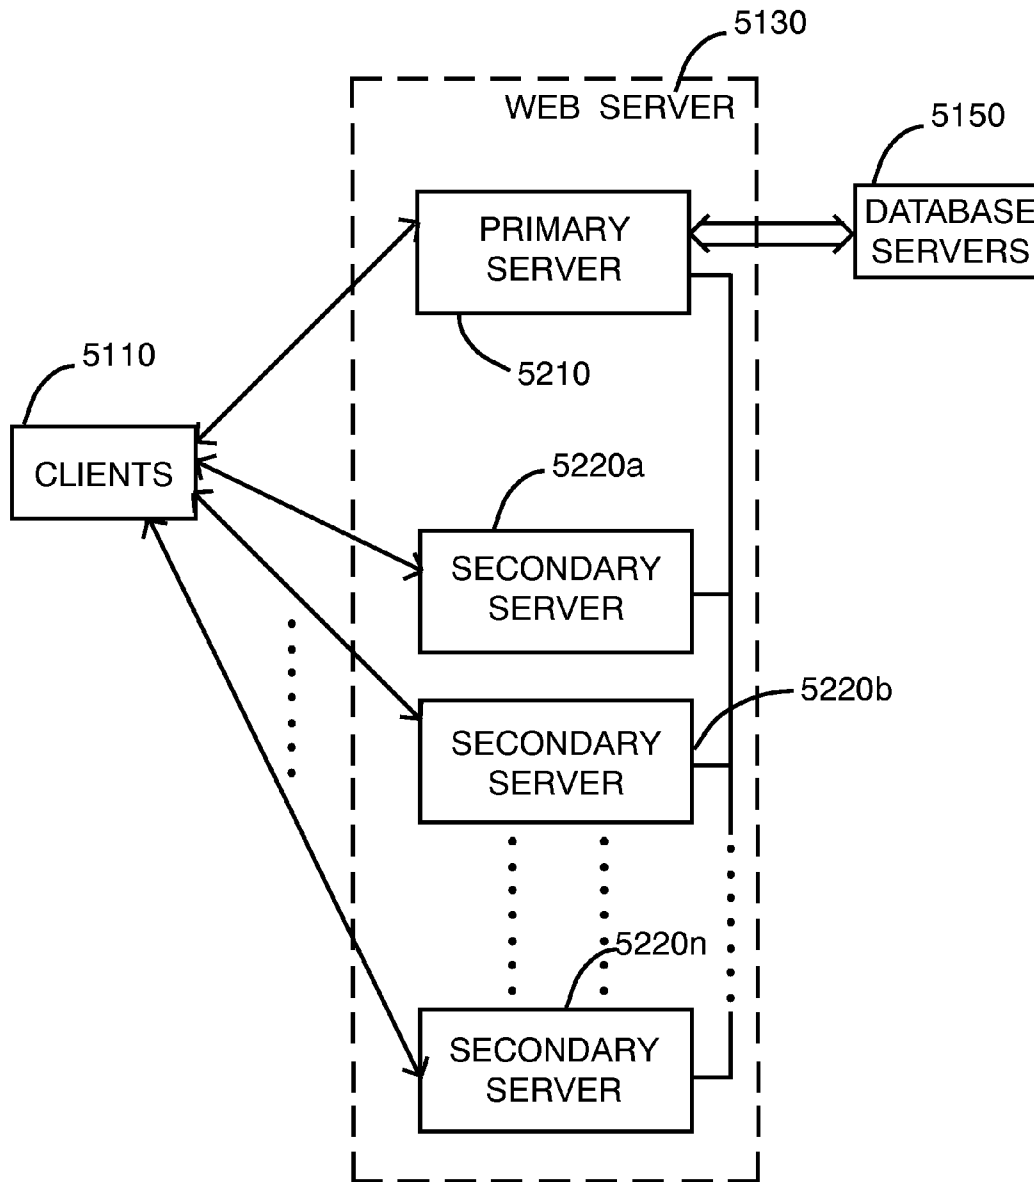 5130
WEB SERVER
5150
PRIMARY
SERVER
DATABASE
SERVERS
5110
5210
CLIENTS
5220a
SECONDARY
SERVER
5220b
SECONDARY
SERVER
5220n
SECONDARY
SERVER